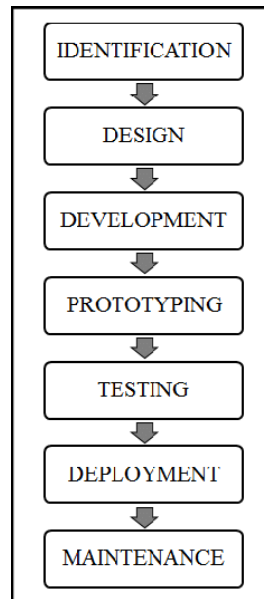 IDENTIFICATION
DESIGN
DEVELOPMENT
PROTOTYPING
TESTING
DEPLOYMENT
MAINTENANCE